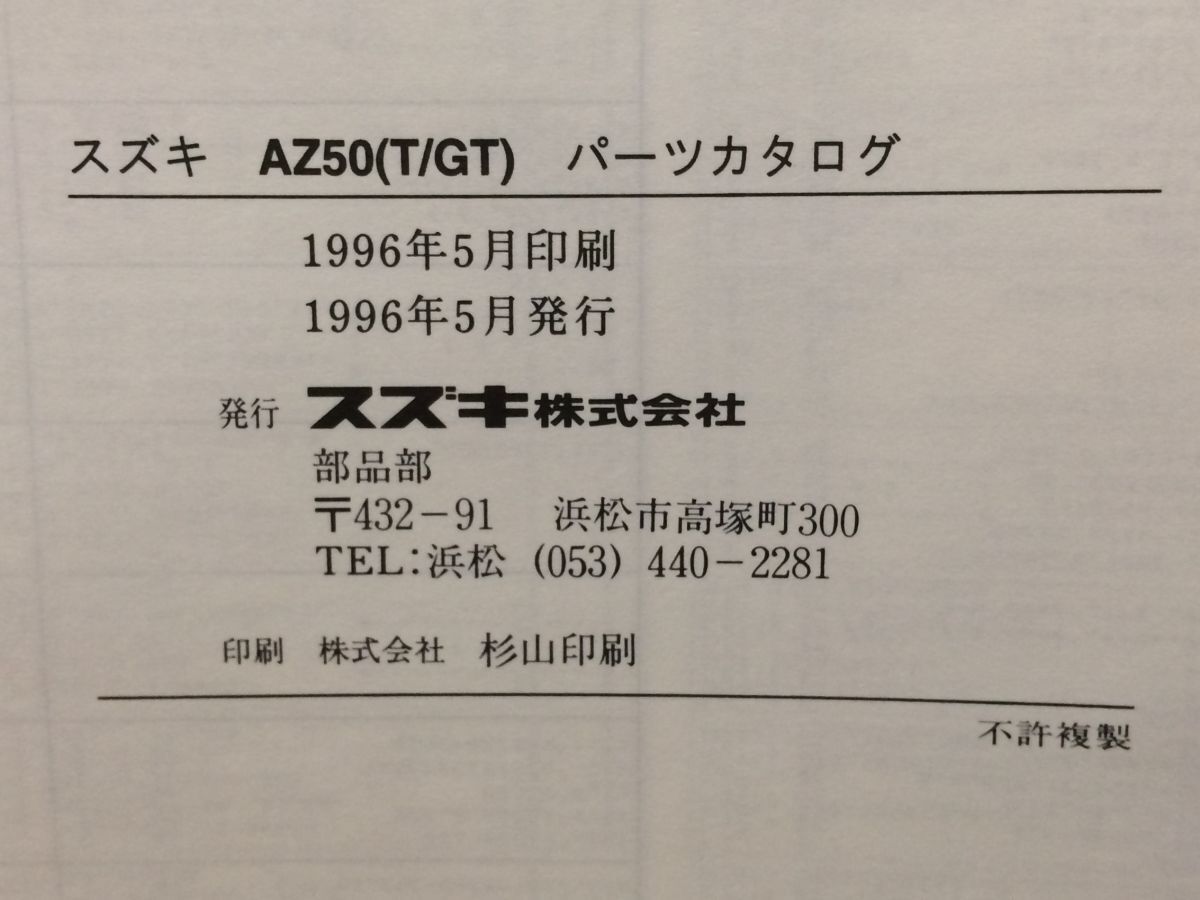 スズキ AZ50(T/GT) パーツカタログ
1996年5月印刷
1996年5月発行
発行 スズキ株式会社
部品部
〒432-91 浜松市高塚町300
TEL:浜松 (053) 440-2281
印刷 株式会社 杉山印刷
不許複製